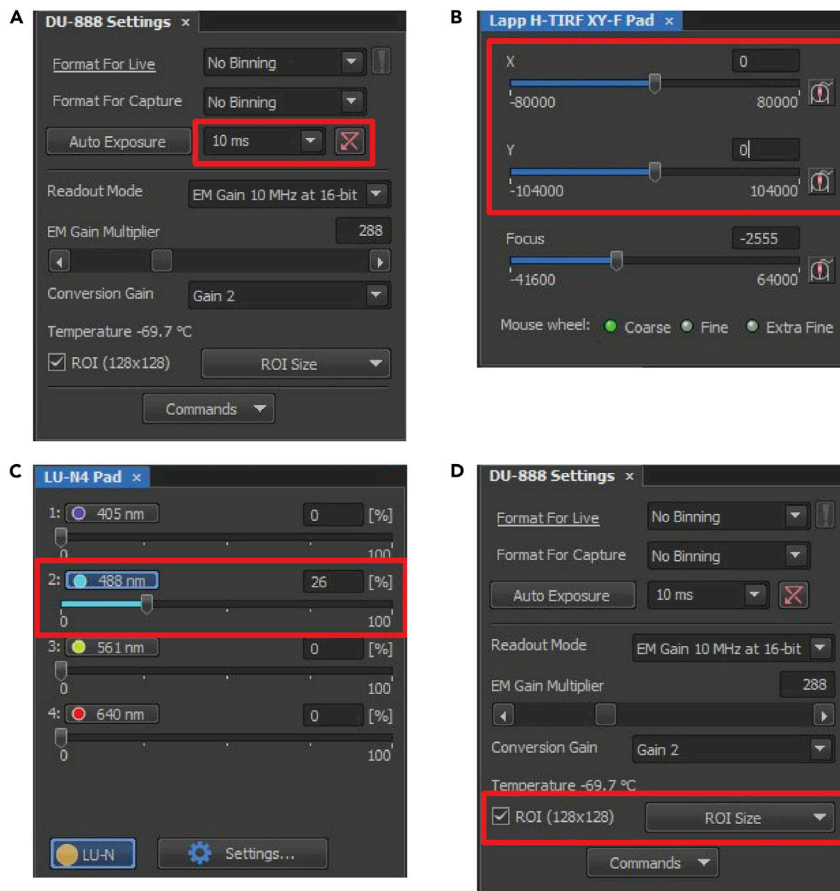 A
DU-888 Settings ×
Format For Live No Binning
Format For Capture No Binning
Auto Exposure 10 ms
Readout Mode EM Gain 10 MHz at 16-bit
EM Gain Multiplier 288
Conversion Gain Gain 2
Temperature -69.7 °C
ROI (128x128) ROI Size
Commands
B
Lapp H-TIRF XY-F Pad ×
X 0
-80000 80000
Y 0
-104000 104000
Focus -2555
-41600 64000
Mouse wheel: Coarse Fine Extra Fine
C
LU-N4 Pad ×
1: 405 nm 0 [%]
0 100
2: 488 nm 26 [%]
0 100
3: 561 nm 0 [%]
0 100
4: 640 nm 0 [%]
0 100
LU-N Settings...
D
DU-888 Settings ×
Format For Live No Binning
Format For Capture No Binning
Auto Exposure 10 ms
Readout Mode EM Gain 10 MHz at 16-bit
EM Gain Multiplier 288
Conversion Gain Gain 2
Temperature -69.7 °C
ROI (128x128) ROI Size
Commands